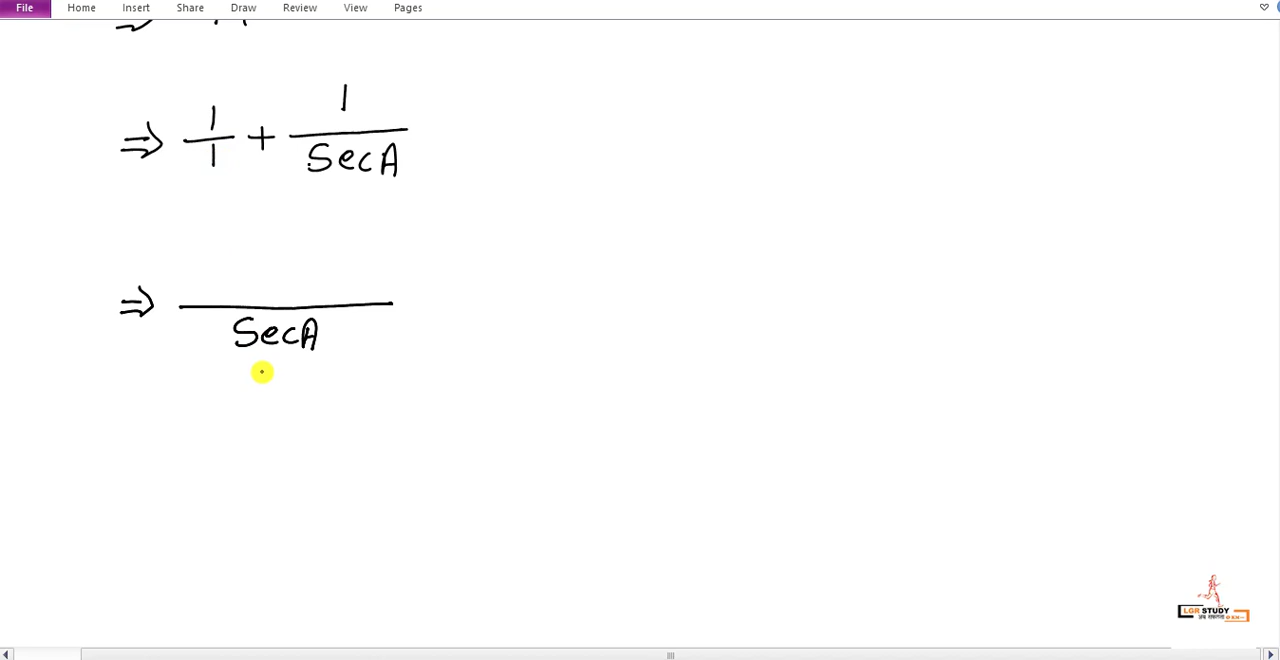 File Home Insert Share Draw Review View Pages
⇒ 1/1 + 1/SecA
⇒ /SecA
LGR STUDY